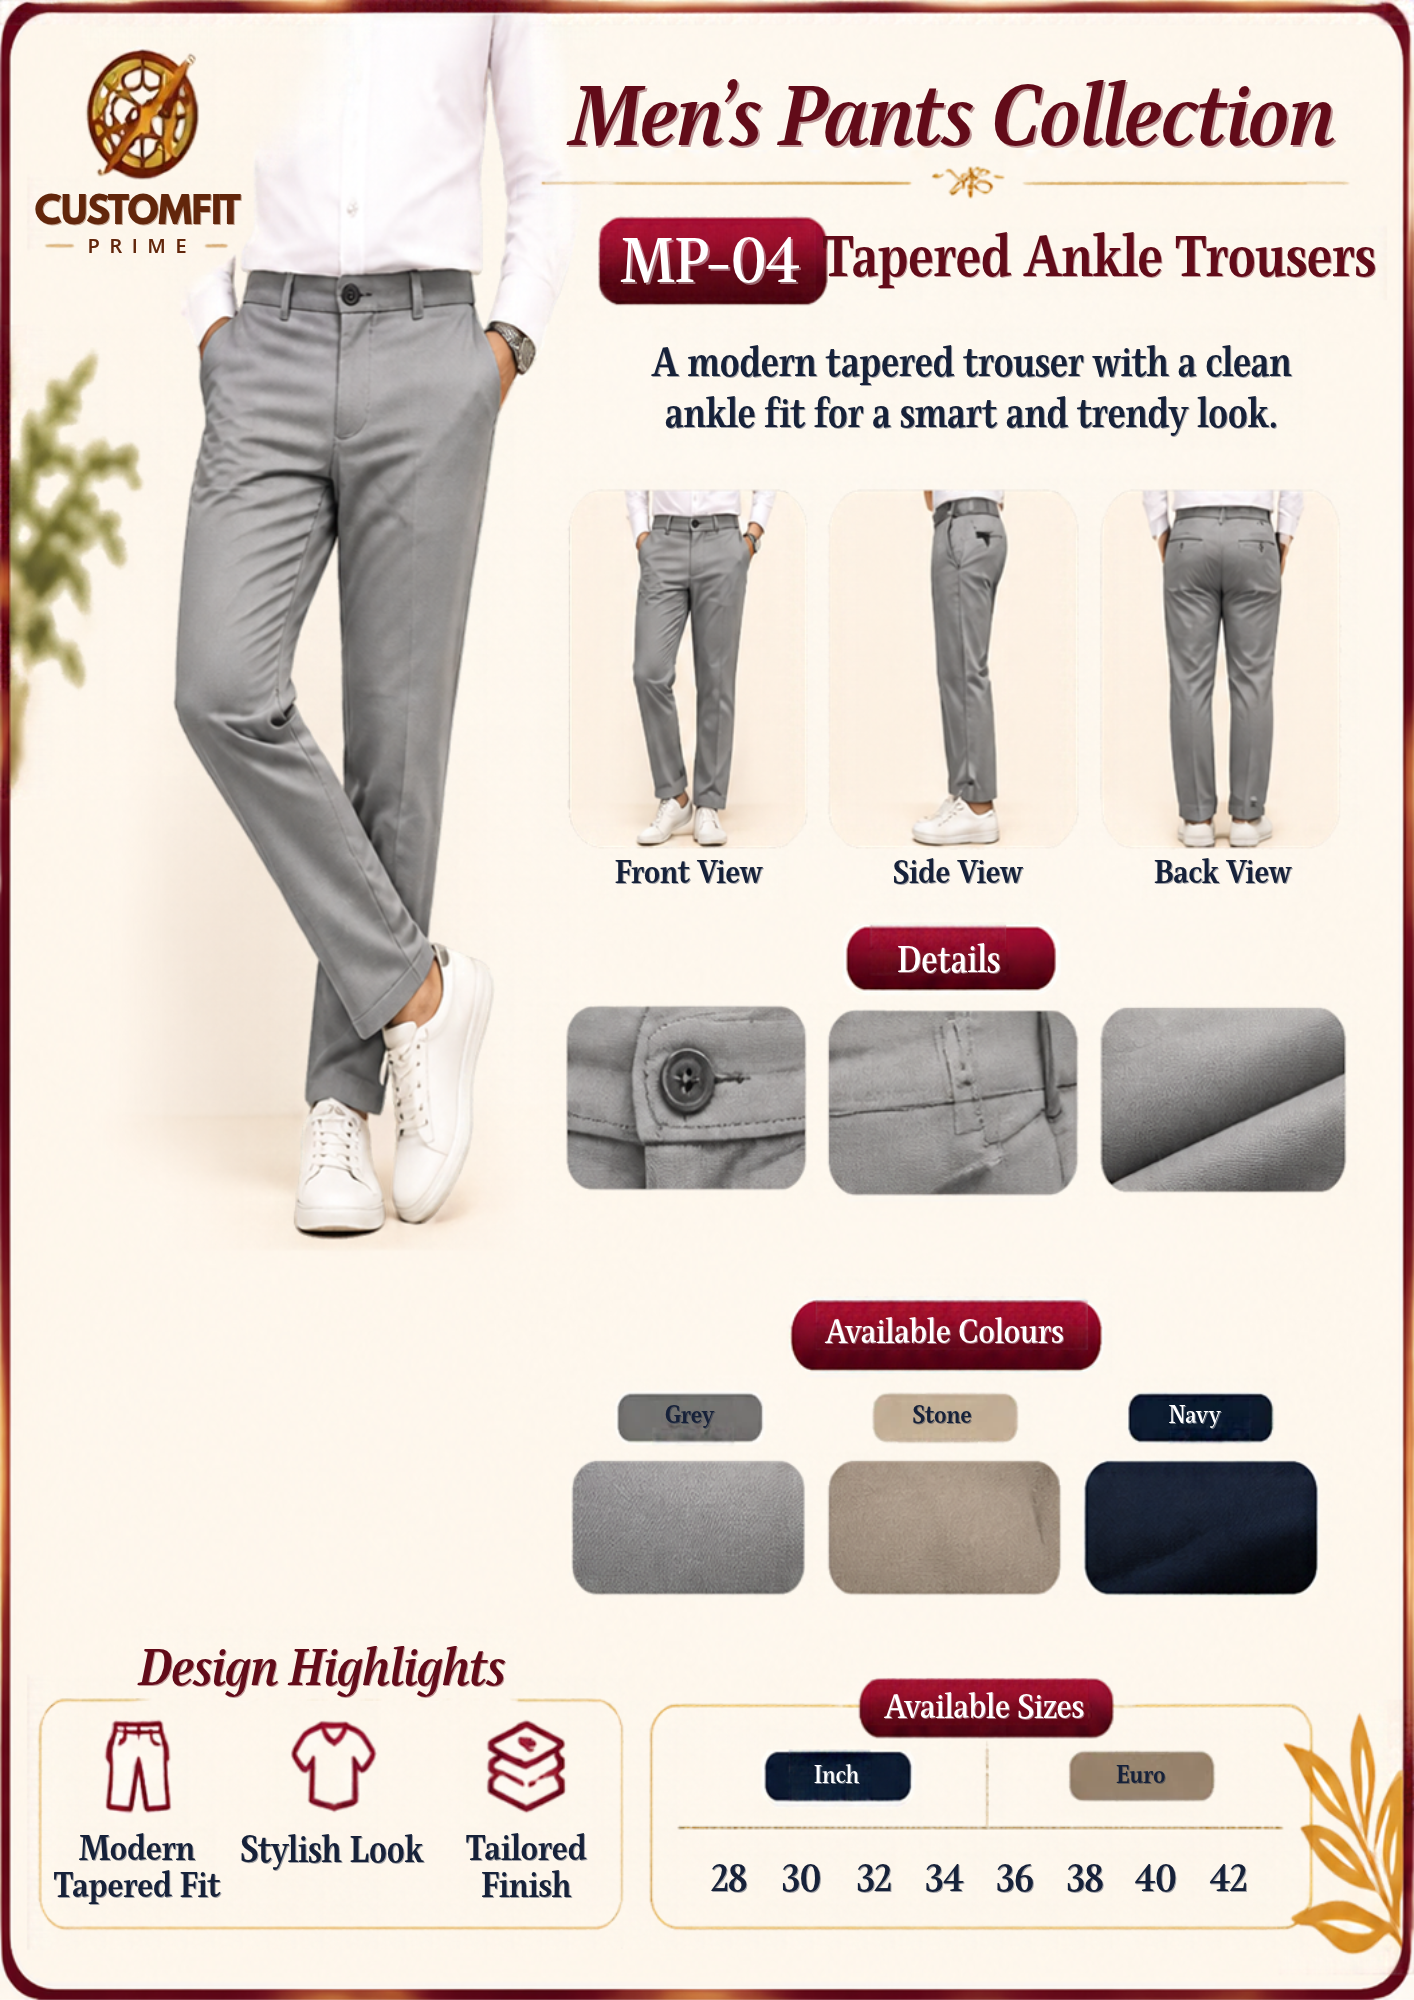 CUSTOMFIT
PRIME
Men's Pants Collection
MP-04 Tapered Ankle Trousers
A modern tapered trouser with a clean
ankle fit for a smart and trendy look.
Front View
Side View
Back View
Details
Available Colours
Grey
Stone
Navy
Design Highlights
Modern
Tapered Fit
Stylish Look
Tailored
Finish
Available Sizes
Inch
Euro
28 30 32 34 36 38 40 42